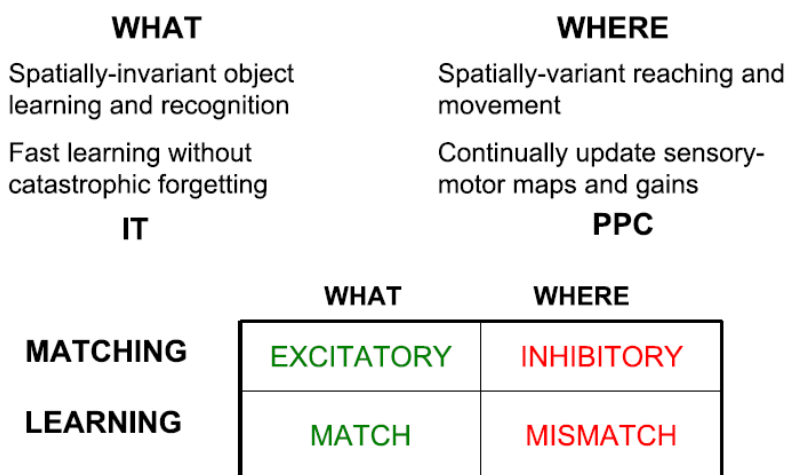 WHAT
Spatially-invariant object
learning and recognition
Fast learning without
catastrophic forgetting
IT
WHERE
Spatially-variant reaching and
movement
Continually update sensory-
motor maps and gains
PPC
WHAT WHERE
MATCHING EXCITATORY INHIBITORY
LEARNING MATCH MISMATCH